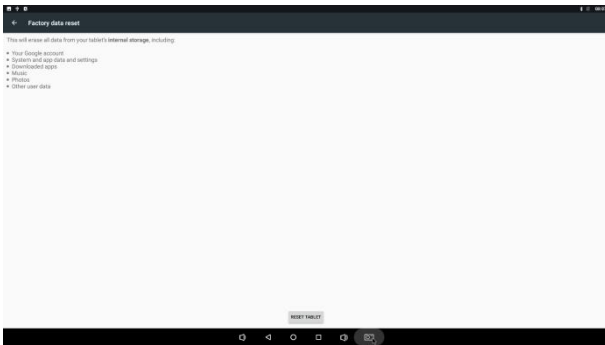 Factory data reset
This will erase all data from your tablet's internal storage, including:
Your Google account
System and app data and settings
Downloaded apps
Music
Photos
Other user data
RESET TABLET